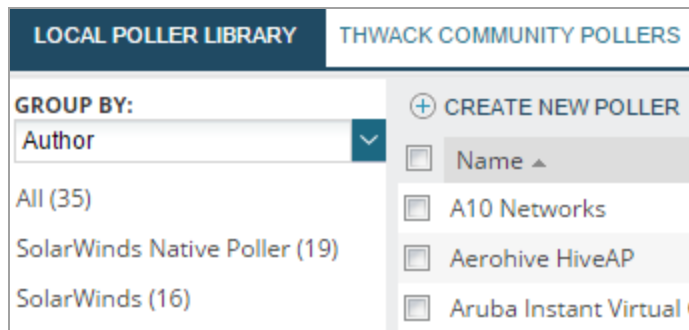 LOCAL POLLER LIBRARY
THWACK COMMUNITY POLLERS
GROUP BY:
Author
All (35)
SolarWinds Native Poller (19)
SolarWinds (16)
CREATE NEW POLLER
Name
A10 Networks
Aerohive HiveAP
Aruba Instant Virtual